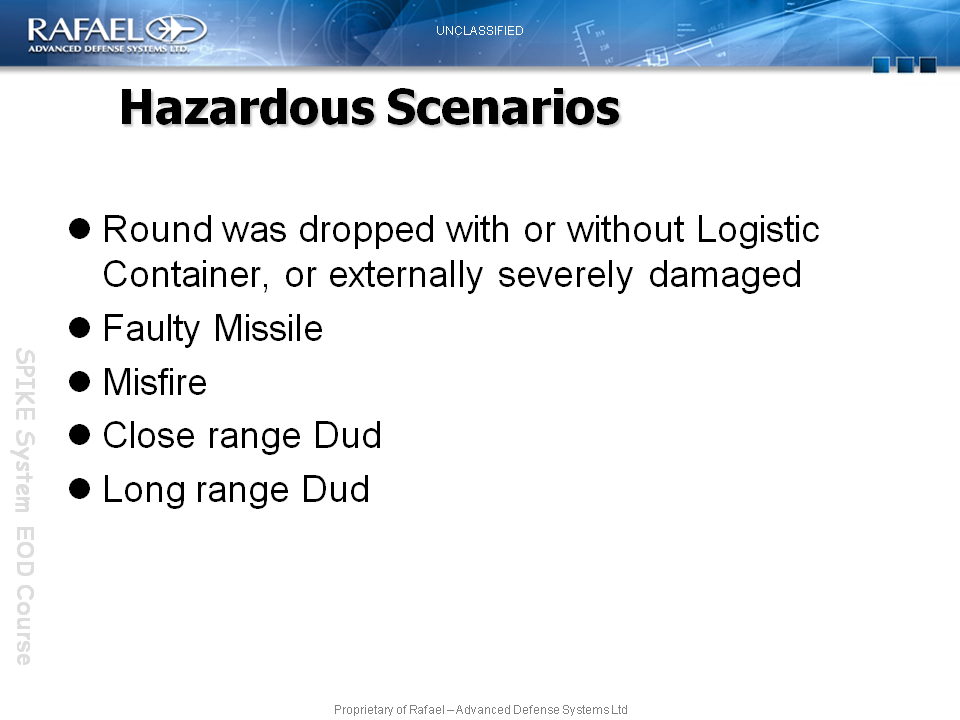 RAFAEL
ADVANCED DEFENSE SYSTEMS LTD.
UNCLASSIFIED
Hazardous Scenarios
Round was dropped with or without Logistic
Container, or externally severely damaged
Faulty Missile
Misfire
Close range Dud
Long range Dud
SPIKE System EOD Course
Proprietary of Rafael – Advanced Defense Systems Ltd